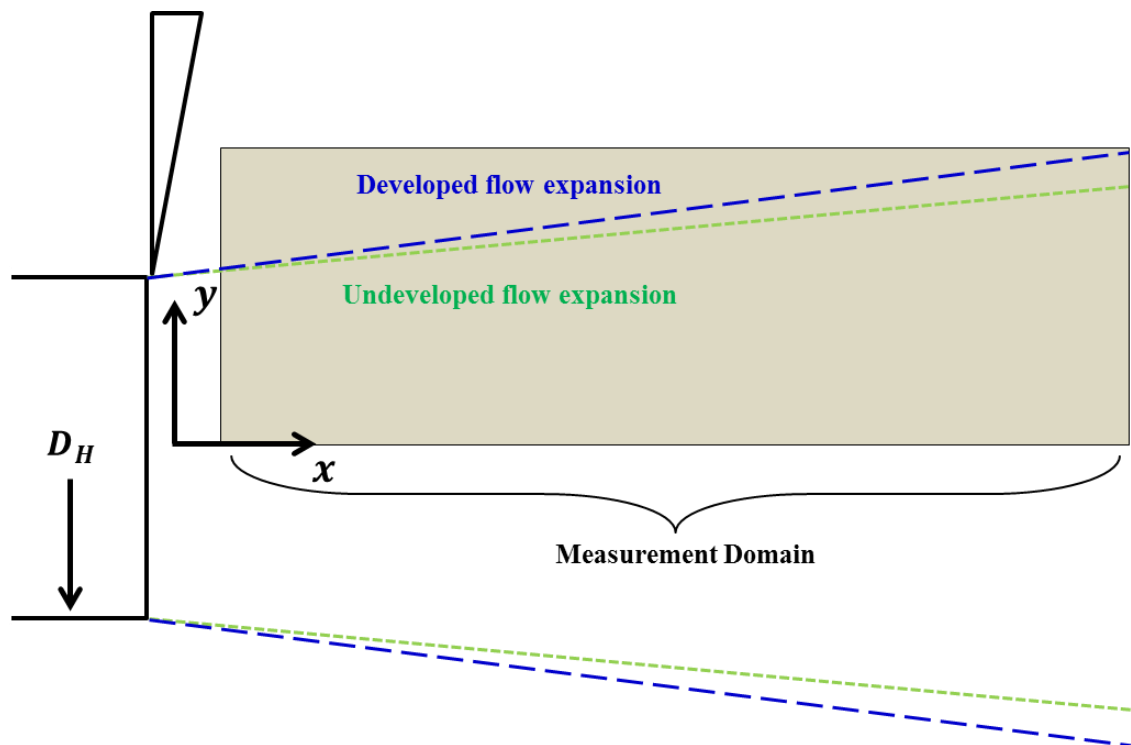 Developed flow expansion
Undeveloped flow expansion
y
D_H
x
Measurement Domain